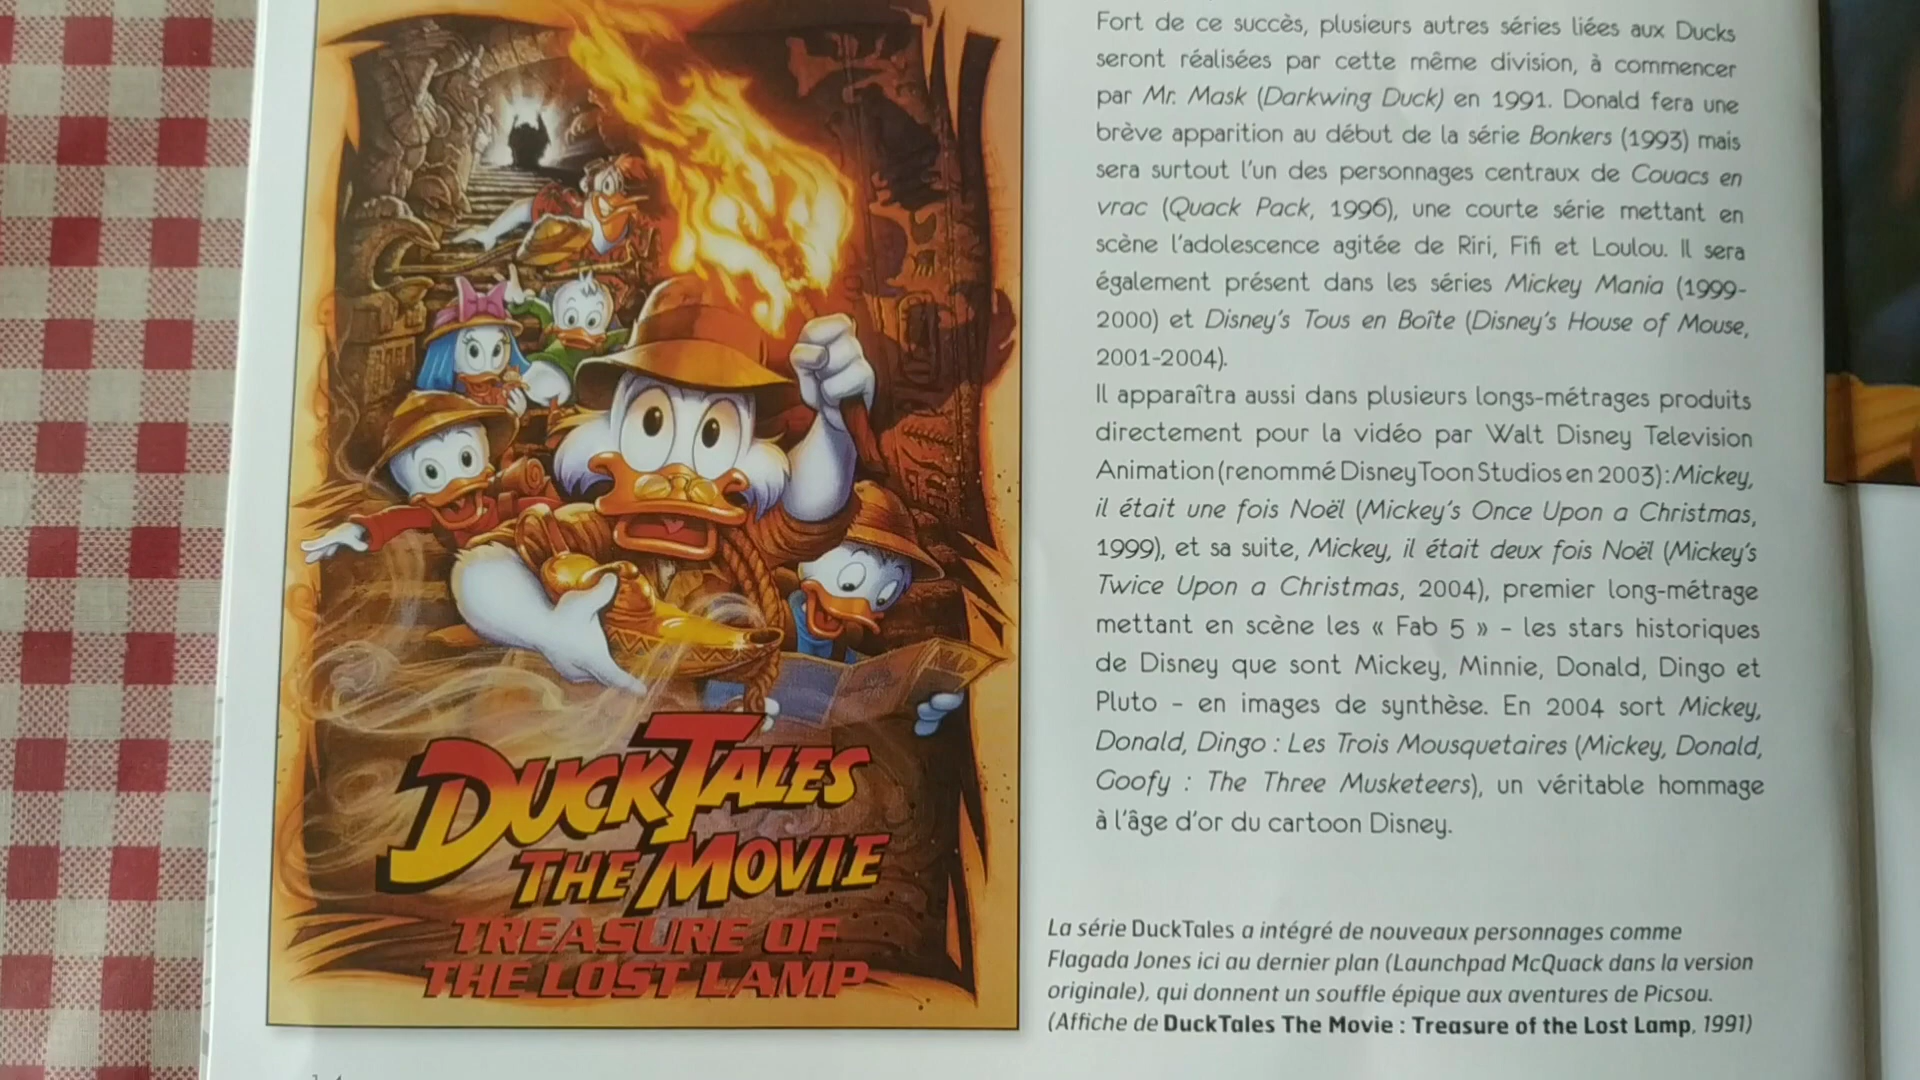 DUCKTALES
THE MOVIE
TREASURE OF
THE LOST LAMP
Fort de ce succès, plusieurs autres séries liées aux Ducks
seront réalisées par cette même division, à commencer
par Mr. Mask (Darkwing Duck) en 1991. Donald fera une
brève apparition au début de la série Bonkers (1993) mais
sera surtout l'un des personnages centraux de Couacs en
vrac (Quack Pack, 1996), une courte série mettant en
scène l'adolescence agitée de Riri, Fifi et Loulou. Il sera
également présent dans les séries Mickey Mania (1999-
2000) et Disney's Tous en Boîte (Disney's House of Mouse,
2001-2004).
Il apparaîtra aussi dans plusieurs longs-métrages produits
directement pour la vidéo par Walt Disney Television
Animation (renommé DisneyToon Studios en 2003) : Mickey,
il était une fois Noël (Mickey's Once Upon a Christmas,
1999), et sa suite, Mickey, il était deux fois Noël (Mickey's
Twice Upon a Christmas, 2004), premier long-métrage
mettant en scène les « Fab 5 » - les stars historiques
de Disney que sont Mickey, Minnie, Donald, Dingo et
Pluto - en images de synthèse. En 2004 sort Mickey,
Donald, Dingo : Les Trois Mousquetaires (Mickey, Donald,
Goofy : The Three Musketeers), un véritable hommage
à l'âge d'or du cartoon Disney.
La série DuckTales a intégré de nouveaux personnages comme
Flagada Jones ici au dernier plan (Launchpad McQuack dans la version
originale), qui donnent un souffle épique aux aventures de Picsou.
(Affiche de DuckTales The Movie : Treasure of the Lost Lamp, 1991)